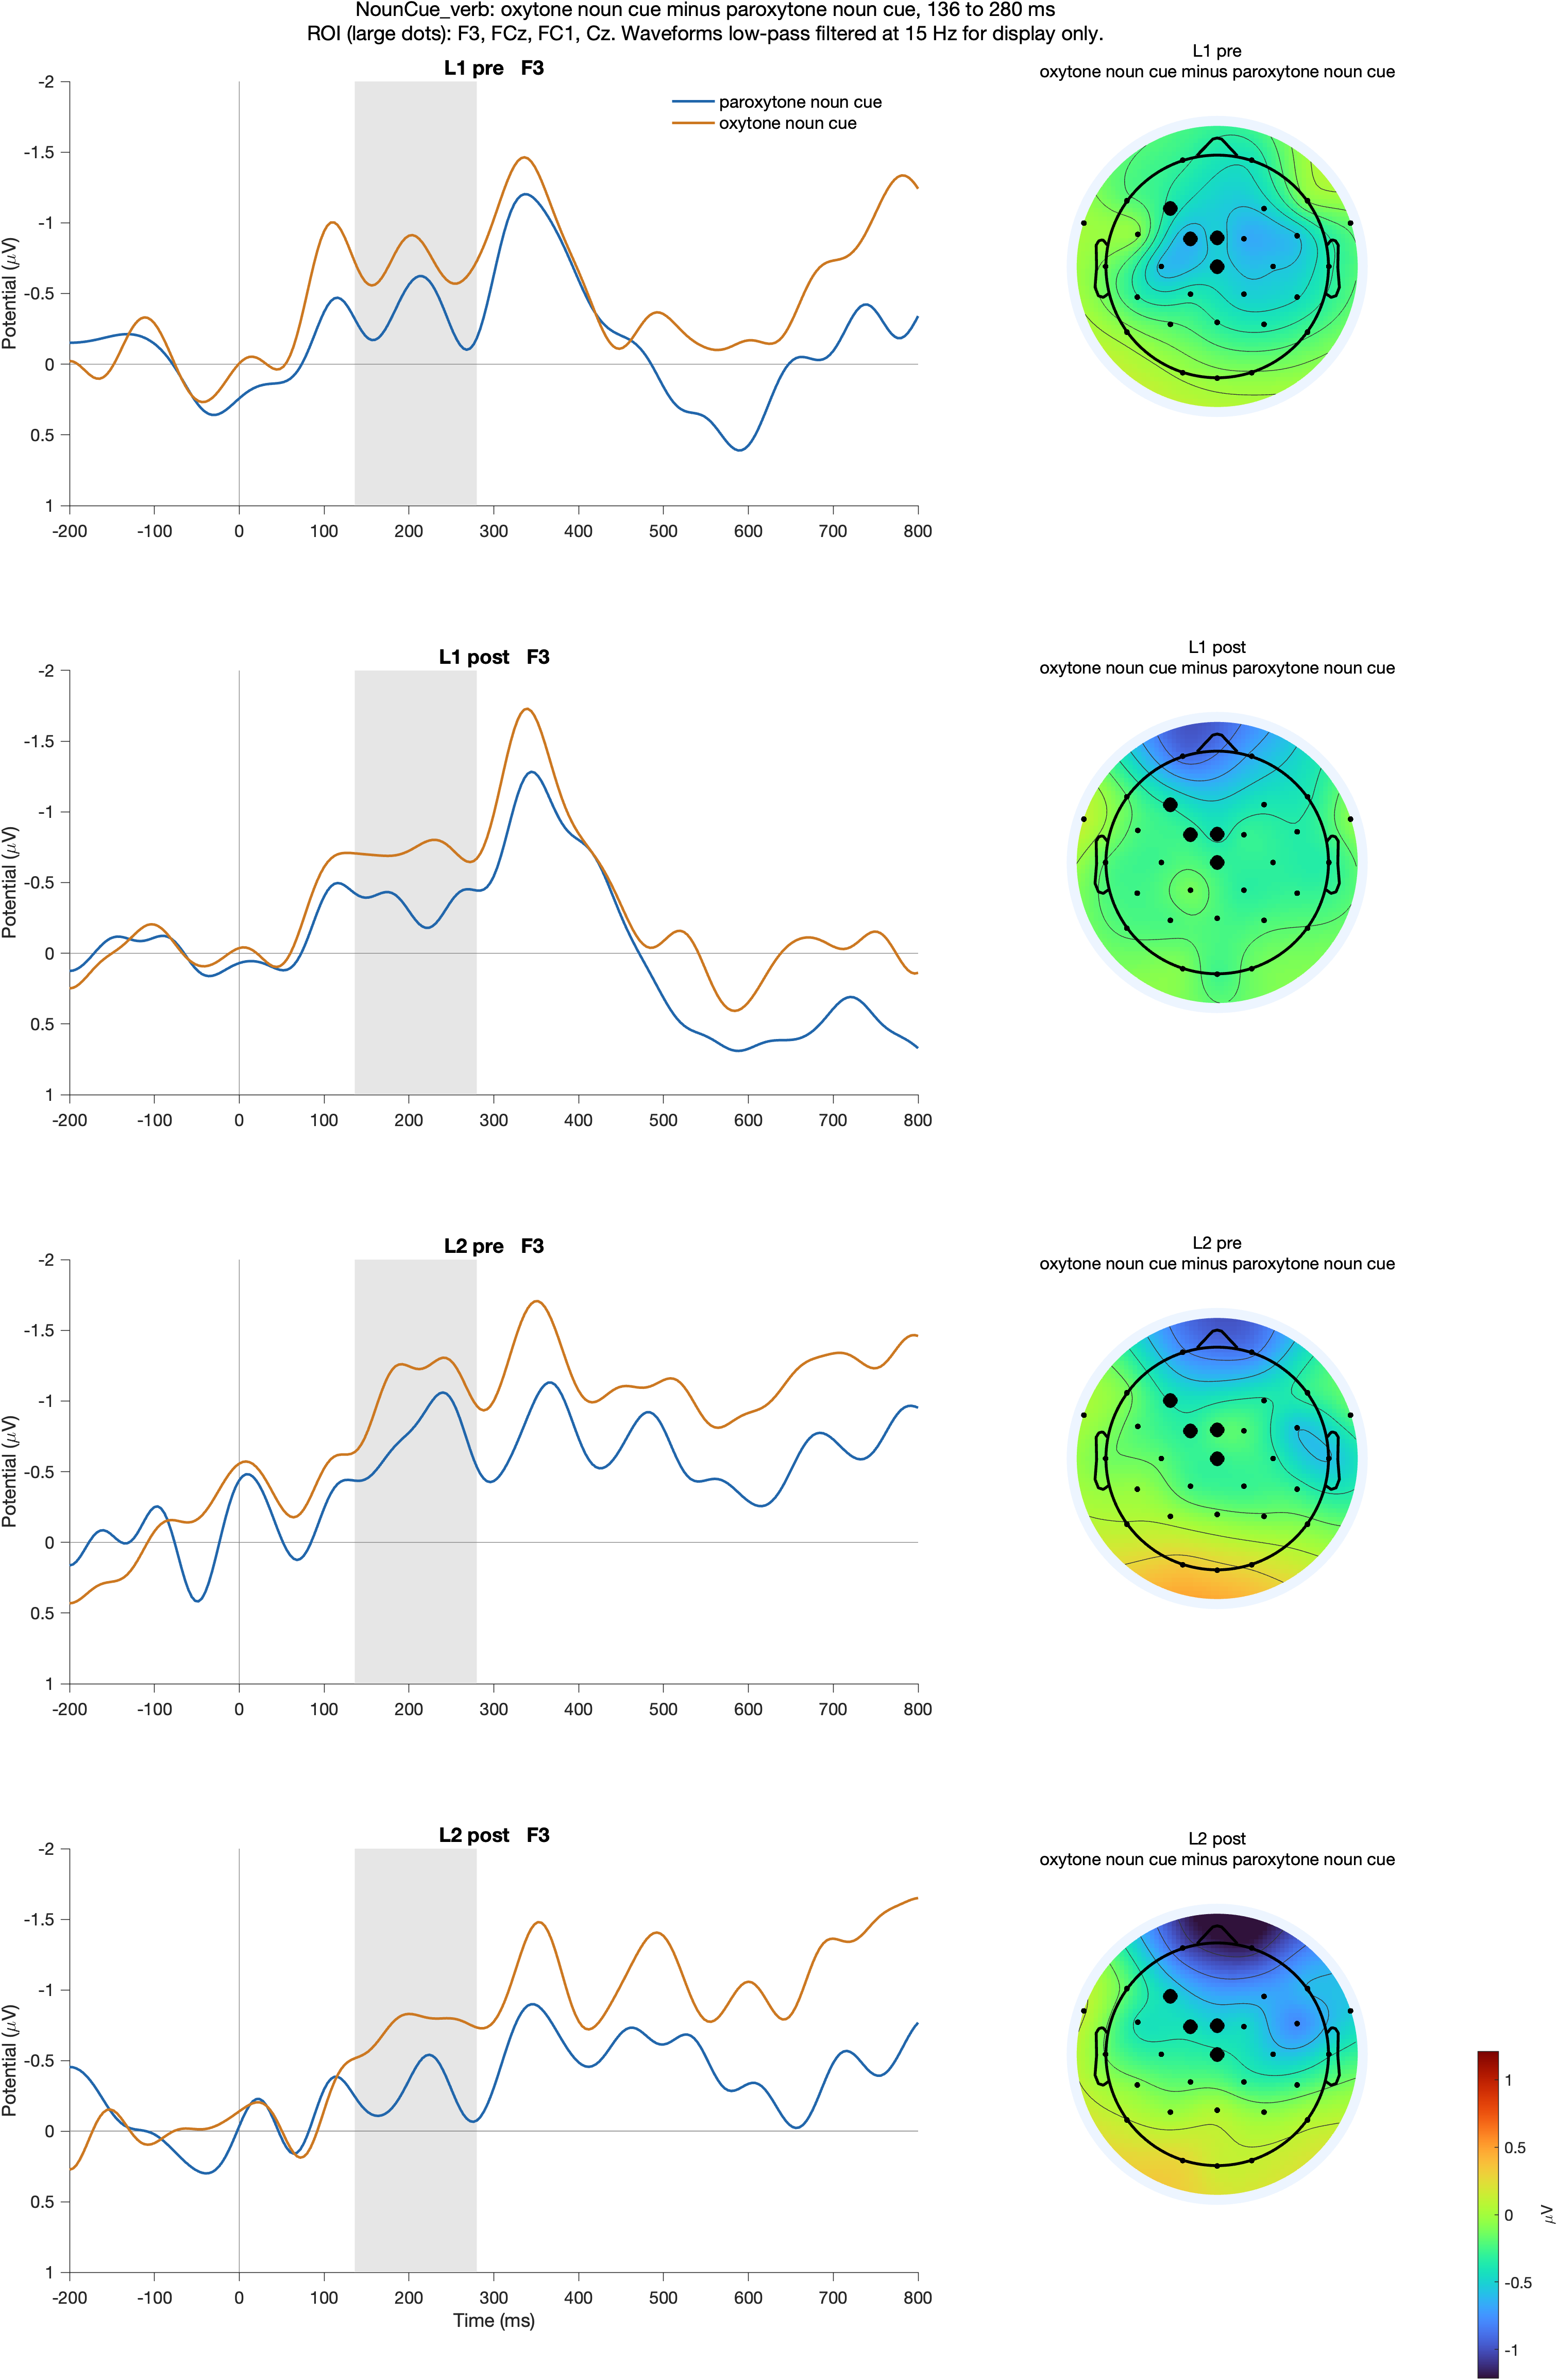 NounCue_verb: oxytone noun cue minus paroxytone noun cue, 136 to 280 ms
ROI (large dots): F3, FCz, FC1, Cz. Waveforms low-pass filtered at 15 Hz for display only.
L1 pre F3
-2
-1.5
-1
-0.5
0
0.5
1
Potential (μV)
paroxytone noun cue
oxytone noun cue
-200 -100 0 100 200 300 400 500 600 700 800
L1 pre
oxytone noun cue minus paroxytone noun cue
L1 post F3
-2
-1.5
-1
-0.5
0
0.5
1
Potential (μV)
-200 -100 0 100 200 300 400 500 600 700 800
L1 post
oxytone noun cue minus paroxytone noun cue
L2 pre F3
-2
-1.5
-1
-0.5
0
0.5
1
Potential (μV)
-200 -100 0 100 200 300 400 500 600 700 800
L2 pre
oxytone noun cue minus paroxytone noun cue
L2 post F3
-2
-1.5
-1
-0.5
0
0.5
1
Potential (μV)
-200 -100 0 100 200 300 400 500 600 700 800
Time (ms)
L2 post
oxytone noun cue minus paroxytone noun cue
1
0.5
0
-0.5
-1
μV